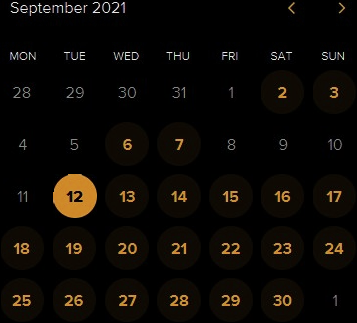 September 2021
MON TUE WED THU FRI SAT SUN
28 29 30 31 1 2 3
4 5 6 7 8 9 10
11 12 13 14 15 16 17
18 19 20 21 22 23 24
25 26 27 28 29 30 1